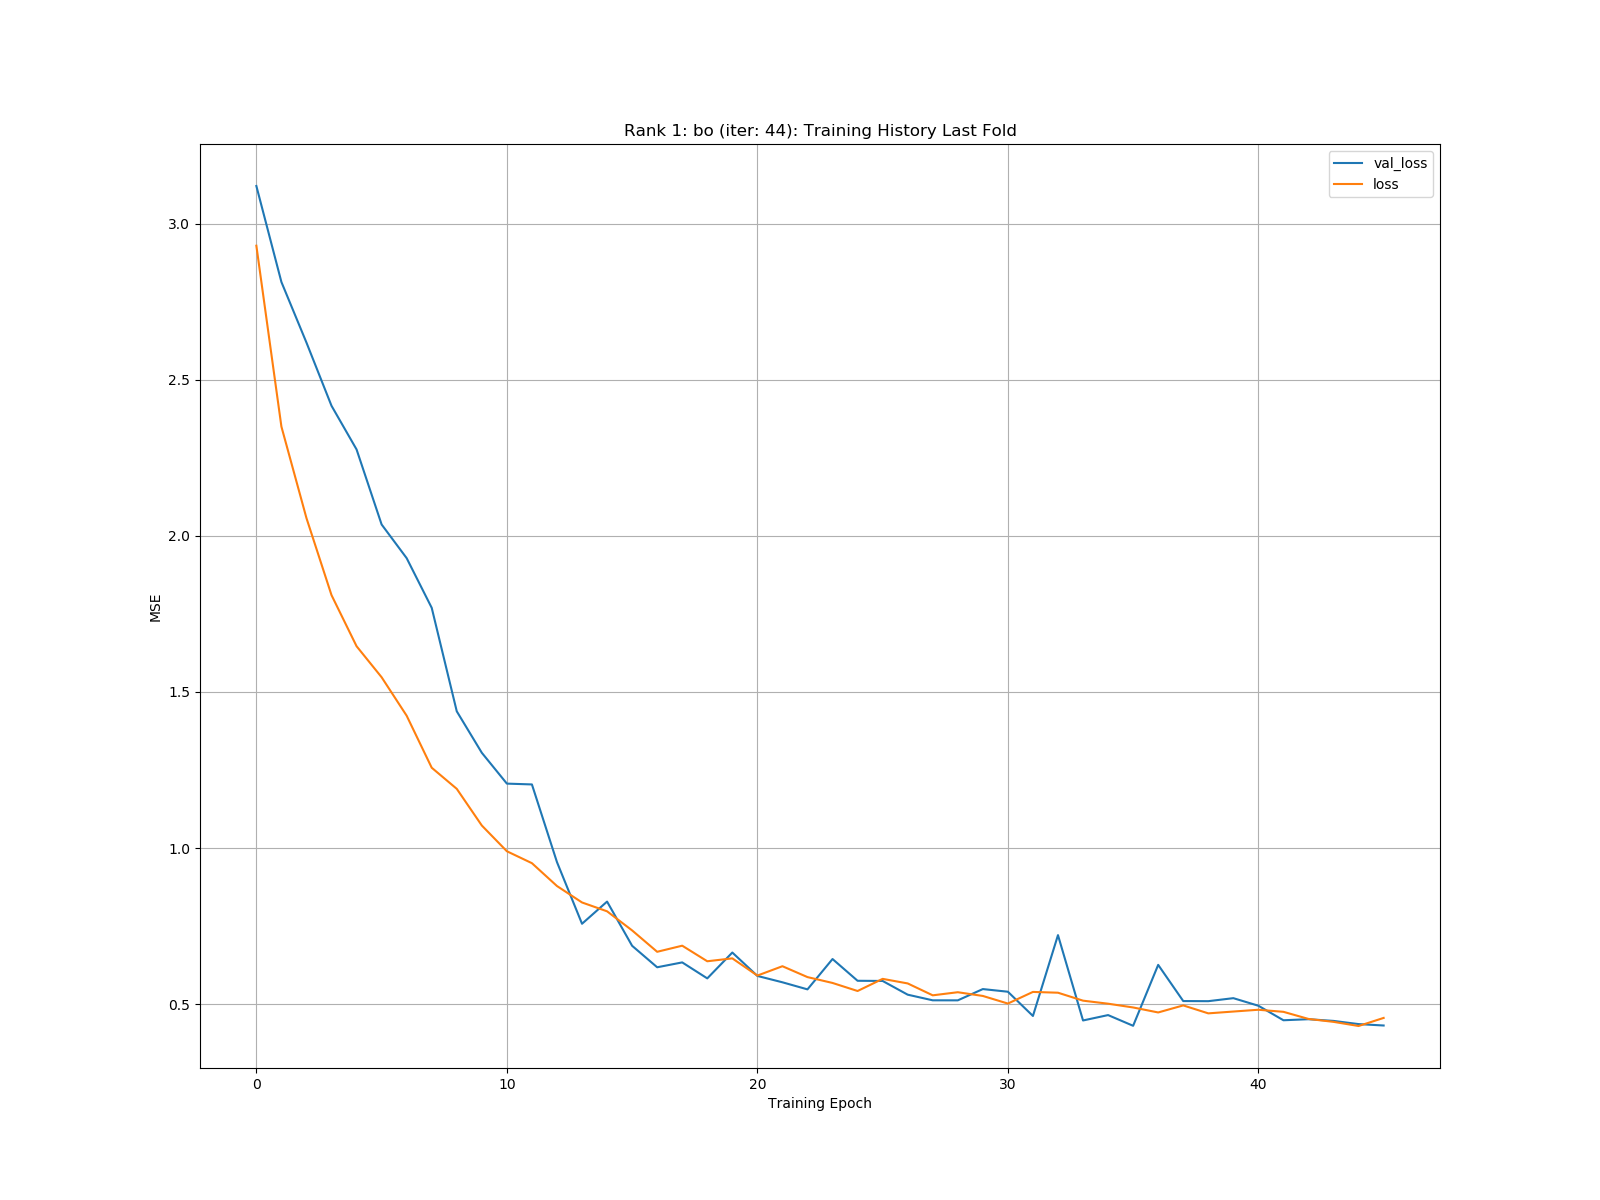 Rank 1: bo (iter: 44): Training History Last Fold
val_loss
loss
3.0
2.5
2.0
1.5
1.0
0.5
MSE
0 10 20 30 40
Training Epoch